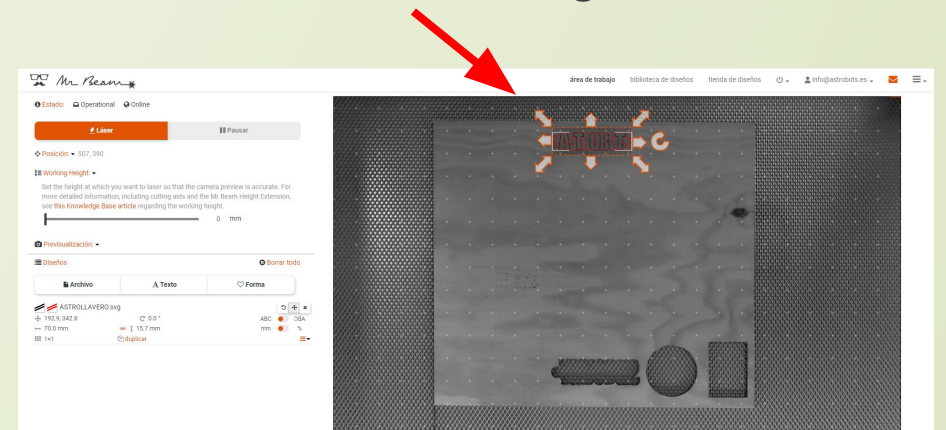 Mr Beam
área de trabajo biblioteca de diseños tienda de diseños info@astrobots.es
Estado: Operational Online
Láser Pausar
Posición: 507, 390
Working Height:
Set the height at which you want to laser so that the camera preview is accurate. For
more detailed information, including cutting aids and the Mr Beam Height Extension,
see this Knowledge Base article regarding the working height.
0 mm
Previsualización:
Diseños Borrar todo
Archivo A Texto Forma
ASTROLLAVERO.svg
192.9, 342.8 0.0 ° ABC ABC
70.0 mm 15.7 mm mm %
1×1 duplicar